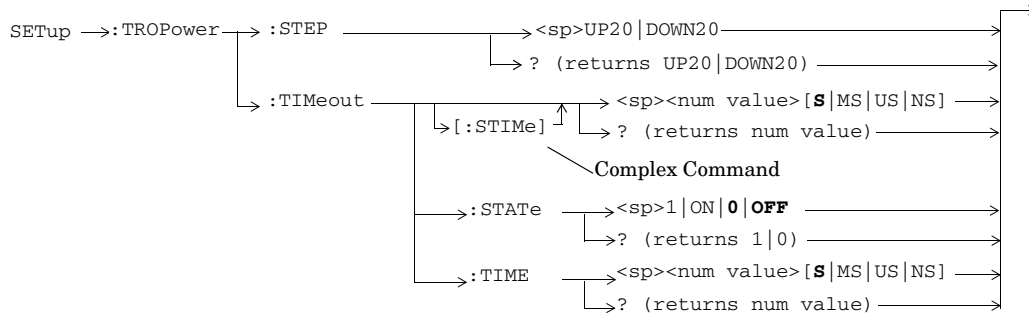 SETup :TROPower :STEP <sp>UP20|DOWN20
? (returns UP20|DOWN20)
:TIMeout <sp><num value>[S|MS|US|NS]
[:STIMe] ? (returns num value)
Complex Command
:STATe <sp>1|ON|0|OFF
? (returns 1|0)
:TIME <sp><num value>[S|MS|US|NS]
? (returns num value)